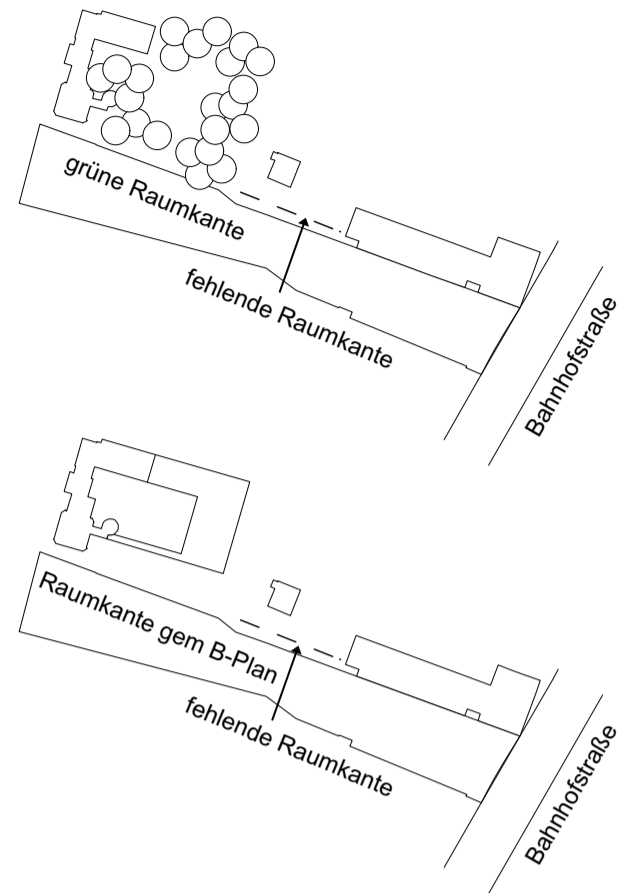 grüne Raumkante
fehlende Raumkante
Bahnhofstraße
Raumkante gem B-Plan
fehlende Raumkante
Bahnhofstraße